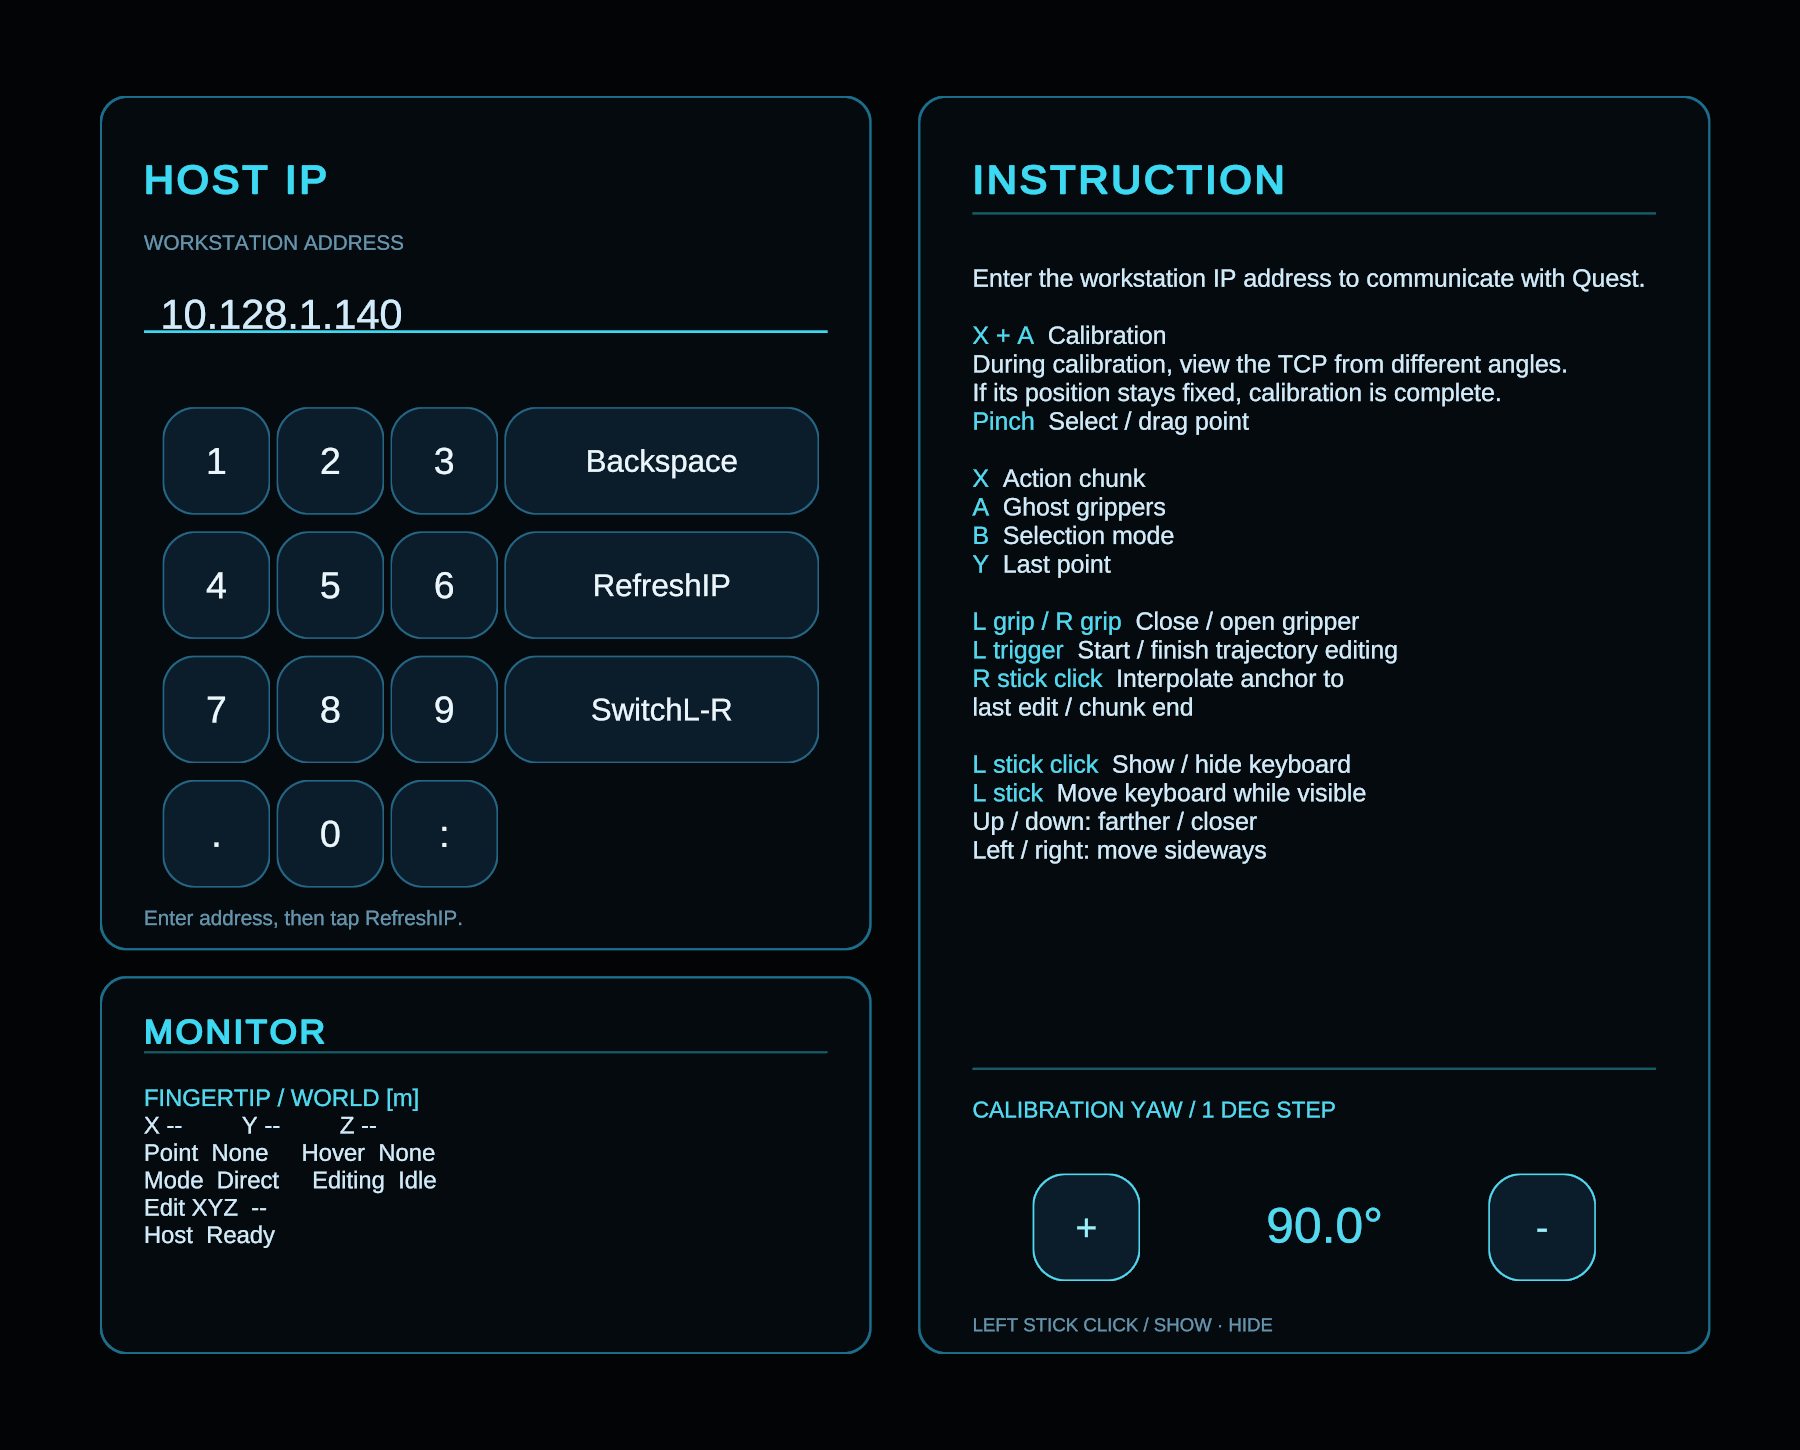 HOST IP
WORKSTATION ADDRESS
10.128.1.140
1 2 3 Backspace
4 5 6 RefreshIP
7 8 9 SwitchL-R
. 0 :
Enter address, then tap RefreshIP.
MONITOR
FINGERTIP / WORLD [m]
X -- Y -- Z --
Point None Hover None
Mode Direct Editing Idle
Edit XYZ --
Host Ready
INSTRUCTION
Enter the workstation IP address to communicate with Quest.
X + A Calibration
During calibration, view the TCP from different angles.
If its position stays fixed, calibration is complete.
Pinch Select / drag point
X Action chunk
A Ghost grippers
B Selection mode
Y Last point
L grip / R grip Close / open gripper
L trigger Start / finish trajectory editing
R stick click Interpolate anchor to
last edit / chunk end
L stick click Show / hide keyboard
L stick Move keyboard while visible
Up / down: farther / closer
Left / right: move sideways
CALIBRATION YAW / 1 DEG STEP
+ 90.0° -
LEFT STICK CLICK / SHOW · HIDE